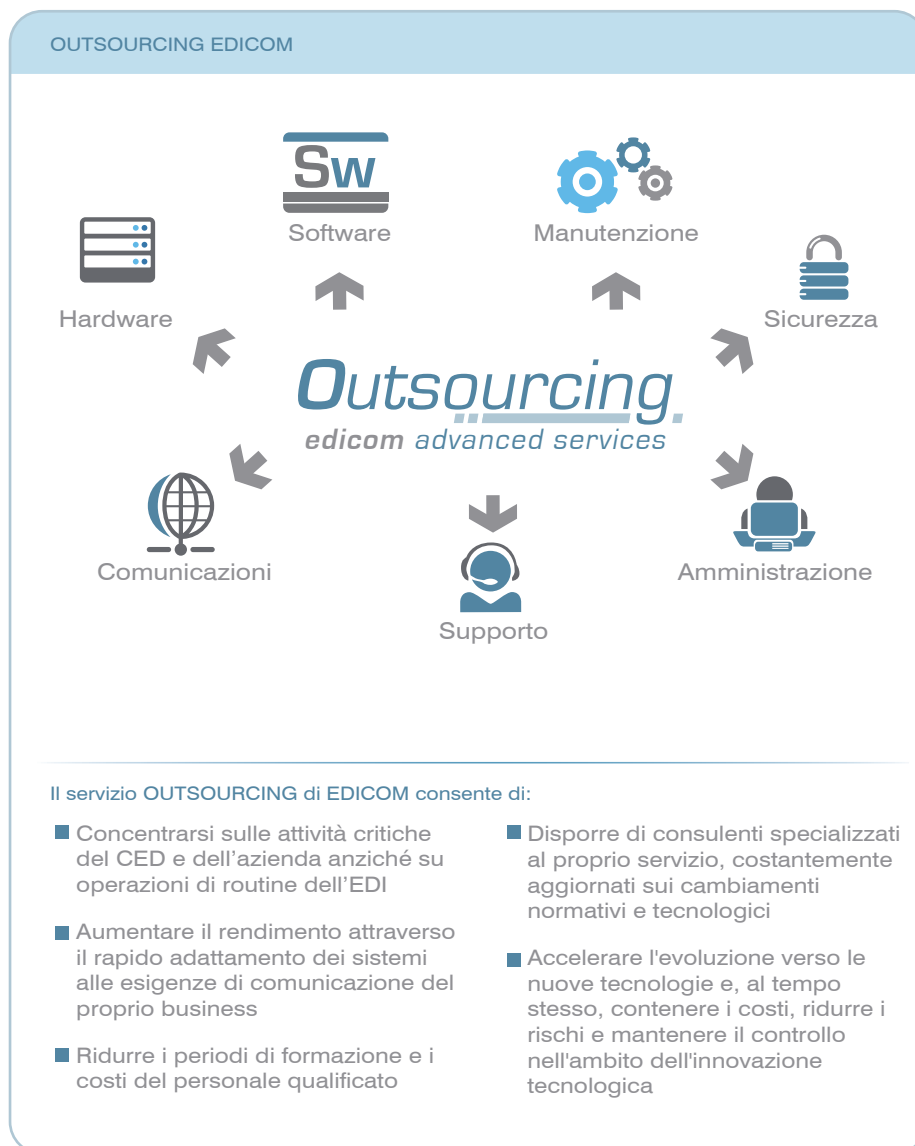 OUTSOURCING EDICOM
Sw
Software
Manutenzione
Hardware
Sicurezza
Outsourcing
edicom advanced services
Comunicazioni
Amministrazione
Supporto
Il servizio OUTSOURCING di EDICOM consente di:
Concentrarsi sulle attività critiche
del CED e dell’azienda anziché su
operazioni di routine dell’EDI
Aumentare il rendimento attraverso
il rapido adattamento dei sistemi
alle esigenze di comunicazione del
proprio business
Ridurre i periodi di formazione e i
costi del personale qualificato
Disporre di consulenti specializzati
al proprio servizio, costantemente
aggiornati sui cambiamenti
normativi e tecnologici
Accelerare l'evoluzione verso le
nuove tecnologie e, al tempo
stesso, contenere i costi, ridurre i
rischi e mantenere il controllo
nell'ambito dell'innovazione
tecnologica